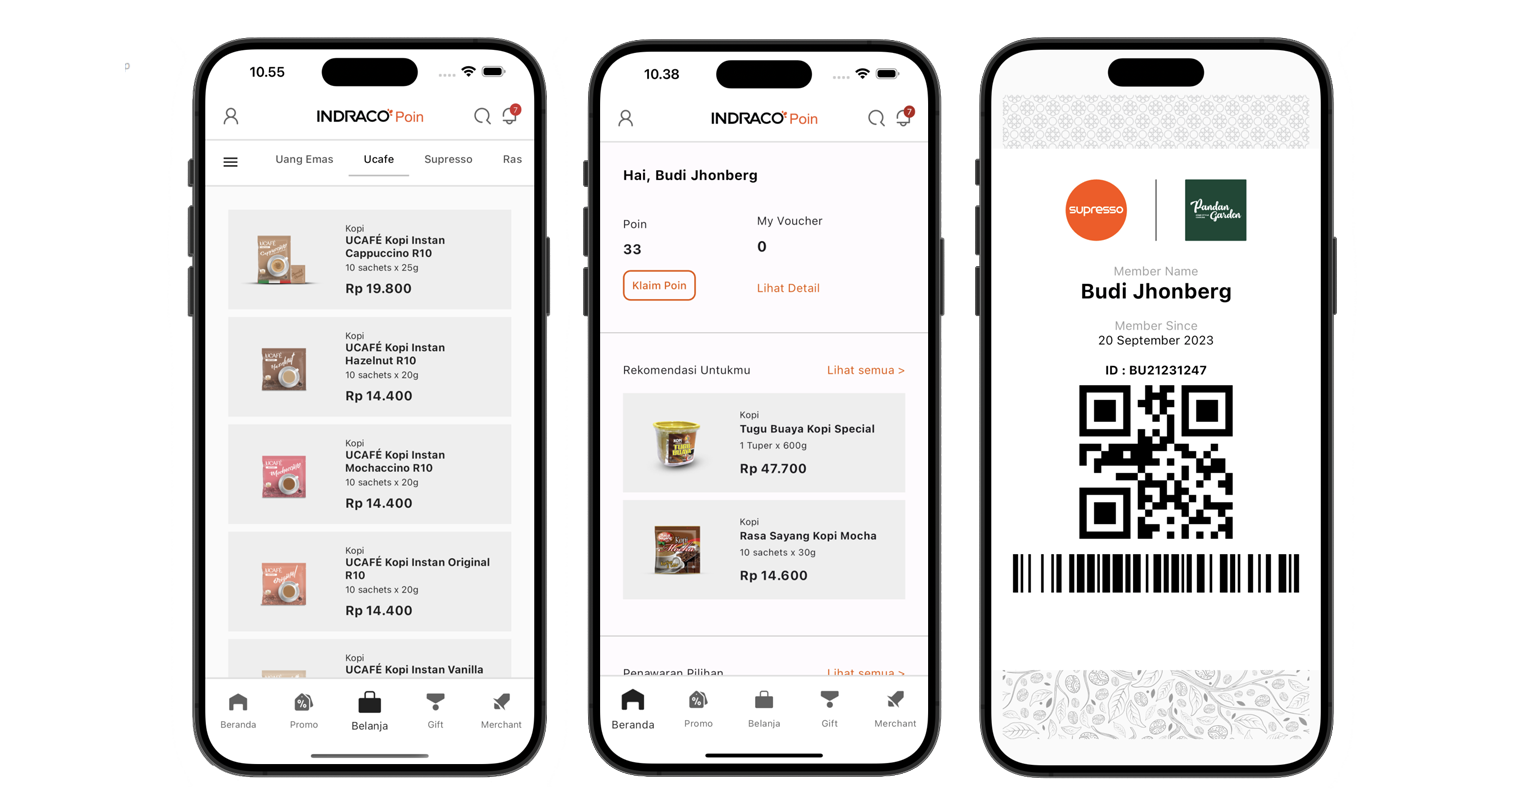 10.55
INDRACO Poin
7
Uang Emas
Ucafe
Supresso
Ras
Kopi
UCAFÉ Kopi Instan
Cappuccino R10
10 sachets x 25g
Rp 19.800
Kopi
UCAFÉ Kopi Instan
Hazelnut R10
10 sachets x 20g
Rp 14.400
Kopi
UCAFÉ Kopi Instan
Mochaccino R10
10 sachets x 20g
Rp 14.400
Kopi
UCAFÉ Kopi Instan Original
R10
10 sachets x 20g
Rp 14.400
Kopi
UCAFÉ Kopi Instan Vanilla
Beranda
Promo
Belanja
Gift
Merchant
10.38
INDRACO Poin
7
Hai, Budi Jhonberg
Poin
33
Klaim Poin
My Voucher
0
Lihat Detail
Rekomendasi Untukmu
Lihat semua >
Kopi
Tugu Buaya Kopi Special
1 Tuper x 600g
Rp 47.700
Kopi
Rasa Sayang Kopi Mocha
10 sachets x 30g
Rp 14.600
Penawaran Pilihan
Lihat semua >
Beranda
Promo
Belanja
Gift
Merchant
supresso
Pandan
Garden
Member Name
Budi Jhonberg
Member Since
20 September 2023
ID : BU21231247